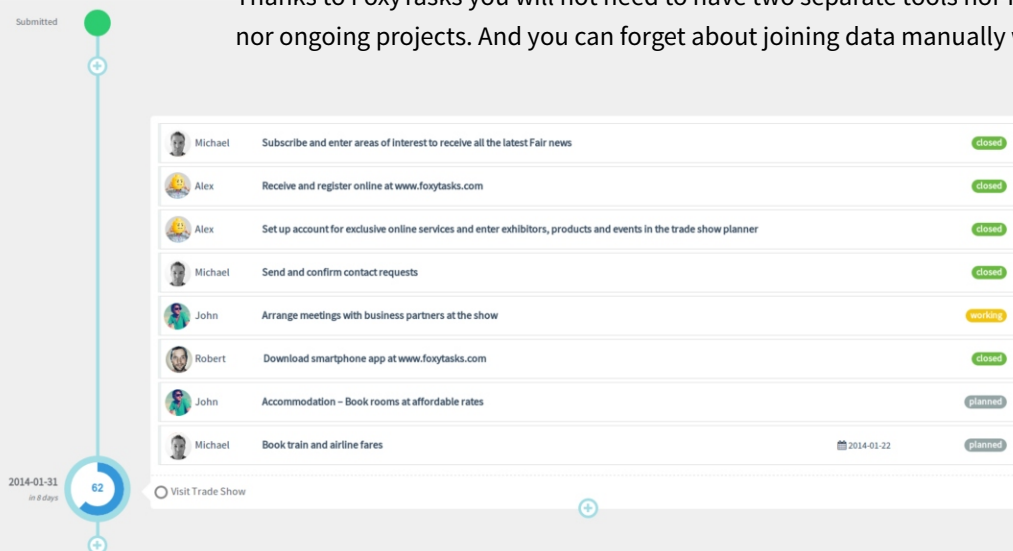 Thanks to FoxyTasks you will not need to have two separate tools nor
nor ongoing projects. And you can forget about joining data manually
Submitted
Michael Subscribe and enter areas of interest to receive all the latest Fair news closed
Alex Receive and register online at www.foxytasks.com closed
Alex Set up account for exclusive online services and enter exhibitors, products and events in the trade show planner closed
Michael Send and confirm contact requests closed
John Arrange meetings with business partners at the show working
Robert Download smartphone app at www.foxytasks.com closed
John Accommodation – Book rooms at affordable rates planned
Michael Book train and airline fares 2014-01-22 planned
2014-01-31
in 8 days
62
Visit Trade Show